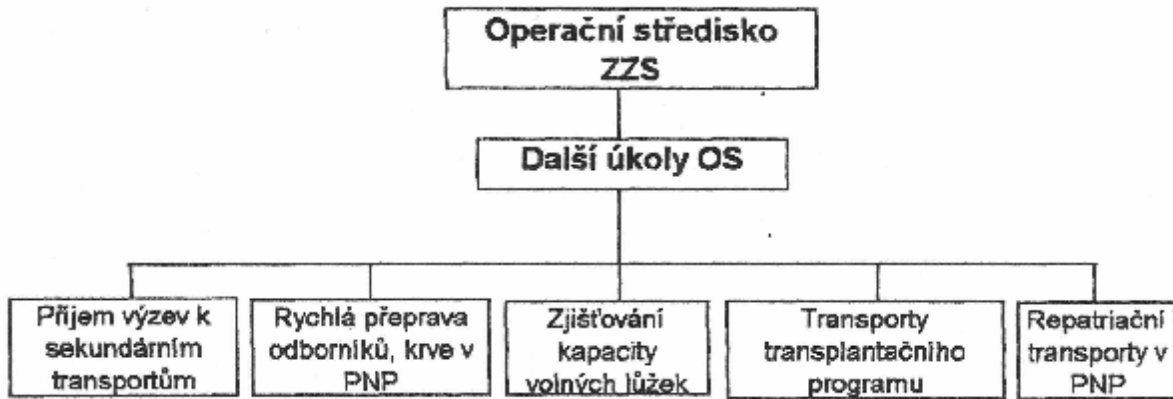 Operační středisko
ZZS
Další úkoly OS
Příjem výzev k
sekundárním
transportům
Rychlá přeprava
odborníků, krve v
PNP
Zjišťování
kapacity
volných lůžek
Transporty
transplantačního
programu
Repatriační
transporty v
PNP